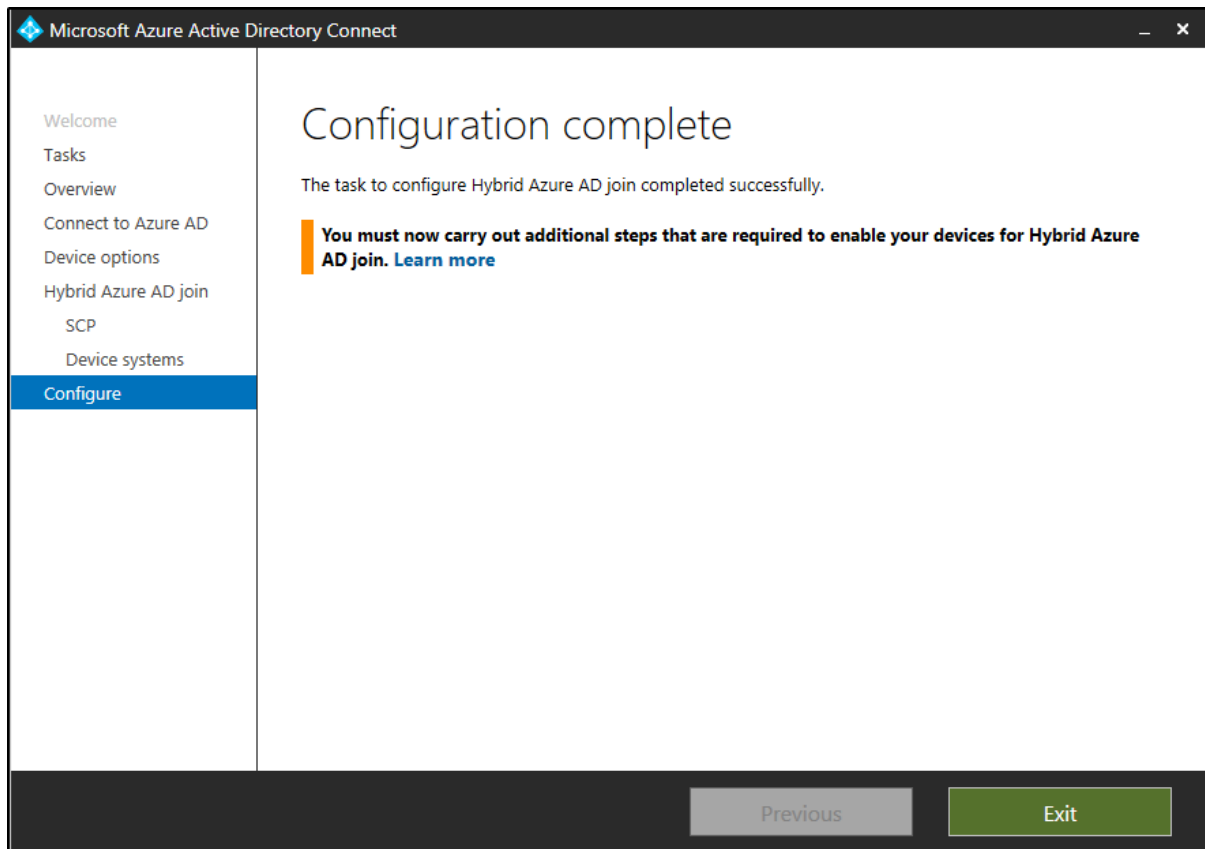 Microsoft Azure Active Directory Connect
Welcome
Tasks
Overview
Connect to Azure AD
Device options
Hybrid Azure AD join
SCP
Device systems
Configure
Configuration complete
The task to configure Hybrid Azure AD join completed successfully.
You must now carry out additional steps that are required to enable your devices for Hybrid Azure
AD join. Learn more
Previous
Exit